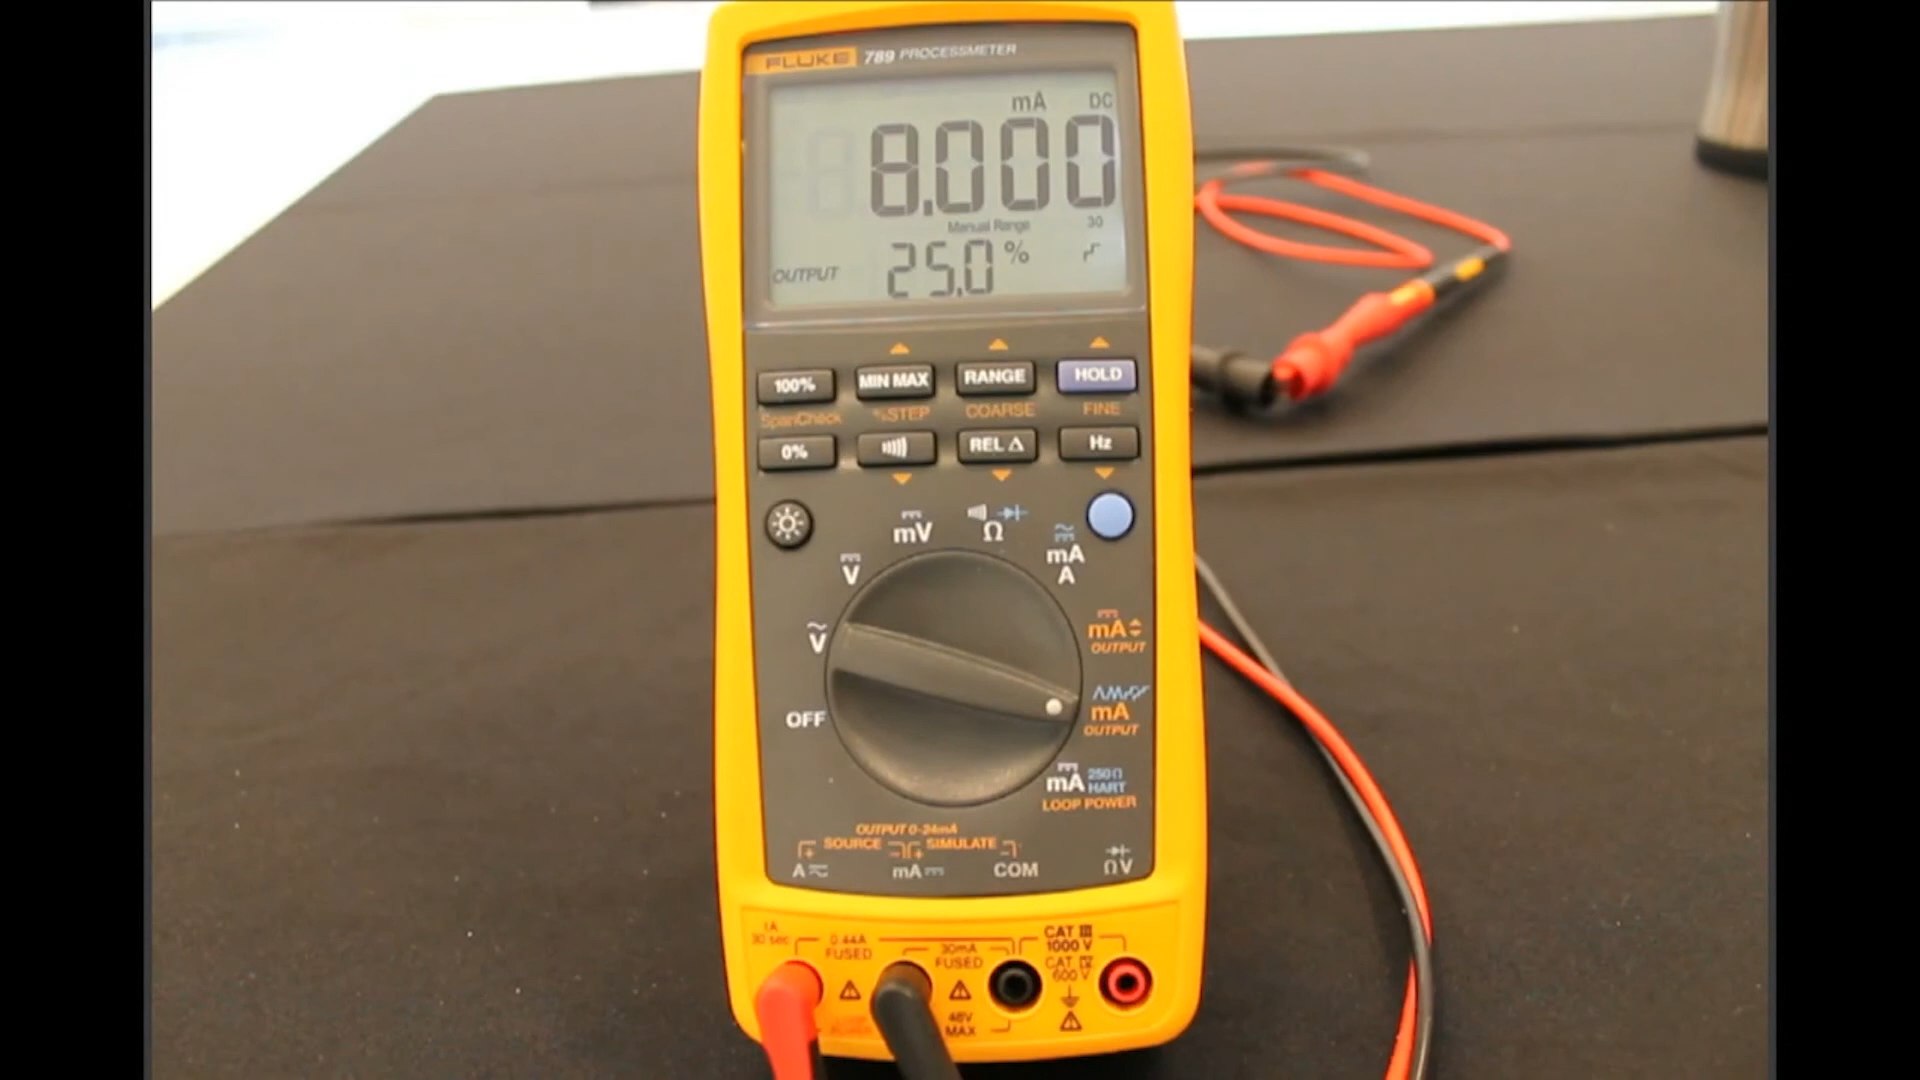 FLUKE 789 PROCESSMETER
mA DC
8.000
Manual Range 30
OUTPUT 25.0 %
100% MIN MAX RANGE HOLD
SpanCheck %STEP COARSE FINE
0% REL Δ Hz
mV Ω
V mA
A
V mA
OUTPUT
OFF mA
OUTPUT
mA 250Ω
HART
LOOP POWER
OUTPUT 0-24mA
+ SOURCE - + SIMULATE -
A mA COM ΩV
1A
30 sec
0.44A
FUSED
30mA
FUSED
CAT III
1000 V
CAT IV
600 V
48V
MAX